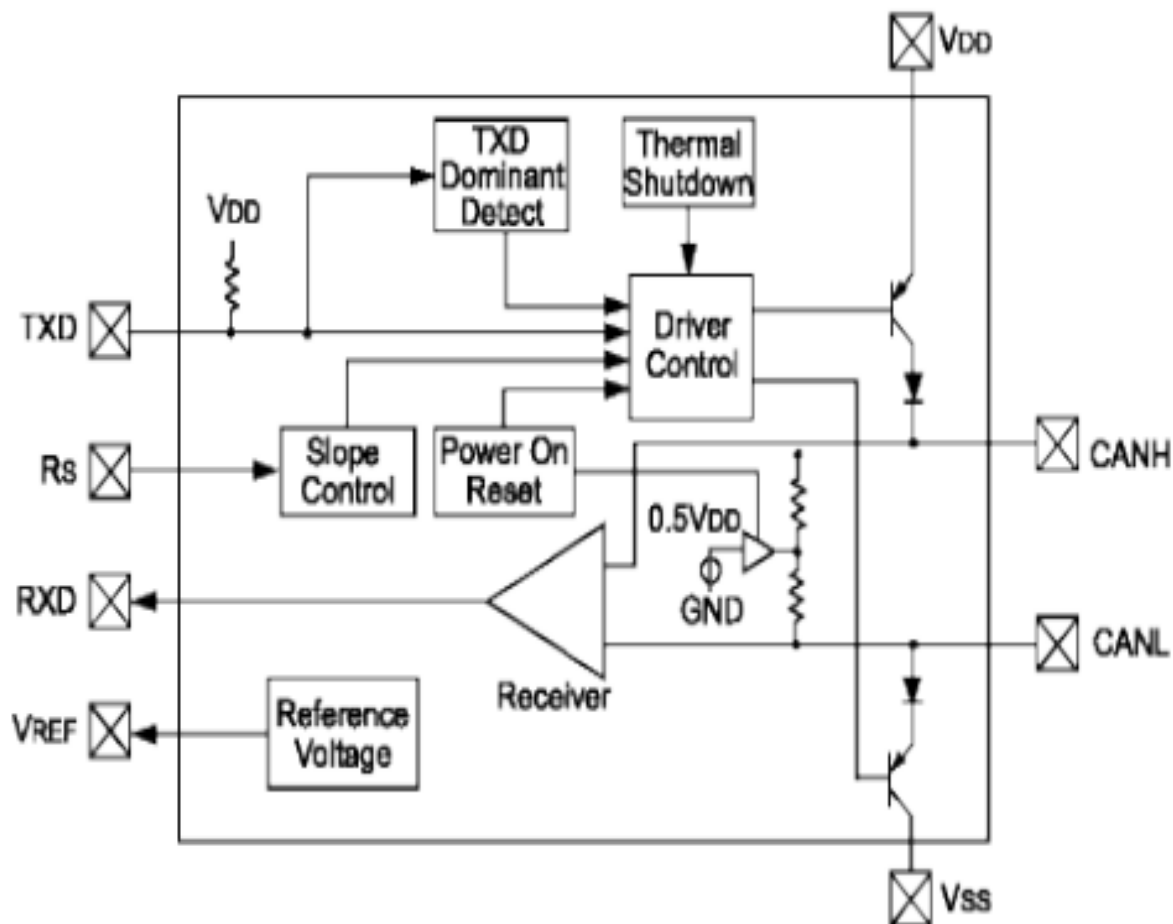 VDD
TXD
Dominant
Detect
Thermal
Shutdown
VDD
TXD
Driver
Control
RS
Slope
Control
Power On
Reset
CANH
0.5VDD
RXD
GND
CANL
Receiver
VREF
Reference
Voltage
VSS